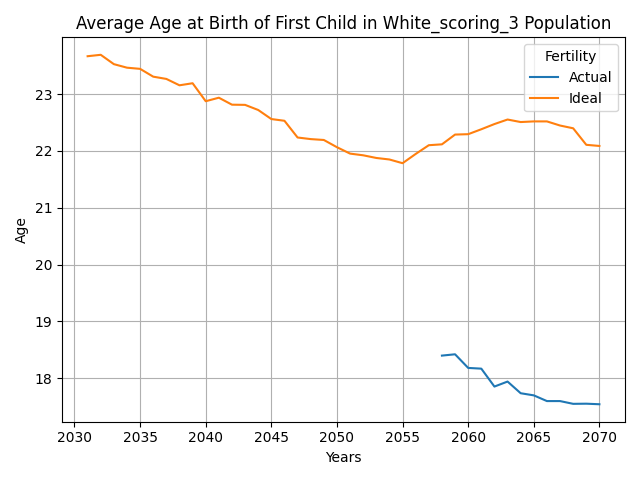 Average Age at Birth of First Child in White_scoring_3 Population
Fertility
Actual
Ideal
Age
23
22
21
20
19
18
2030 2035 2040 2045 2050 2055 2060 2065 2070
Years